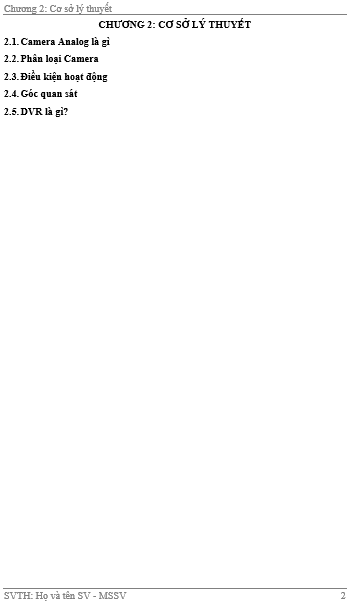 Chương 2: Cơ sở lý thuyết
CHƯƠNG 2: CƠ SỞ LÝ THUYẾT
2.1. Camera Analog là gì
2.2. Phân loại Camera
2.3. Điều kiện hoạt động
2.4. Góc quan sát
2.5. DVR là gì?
SVTH: Họ và tên SV - MSSV 2